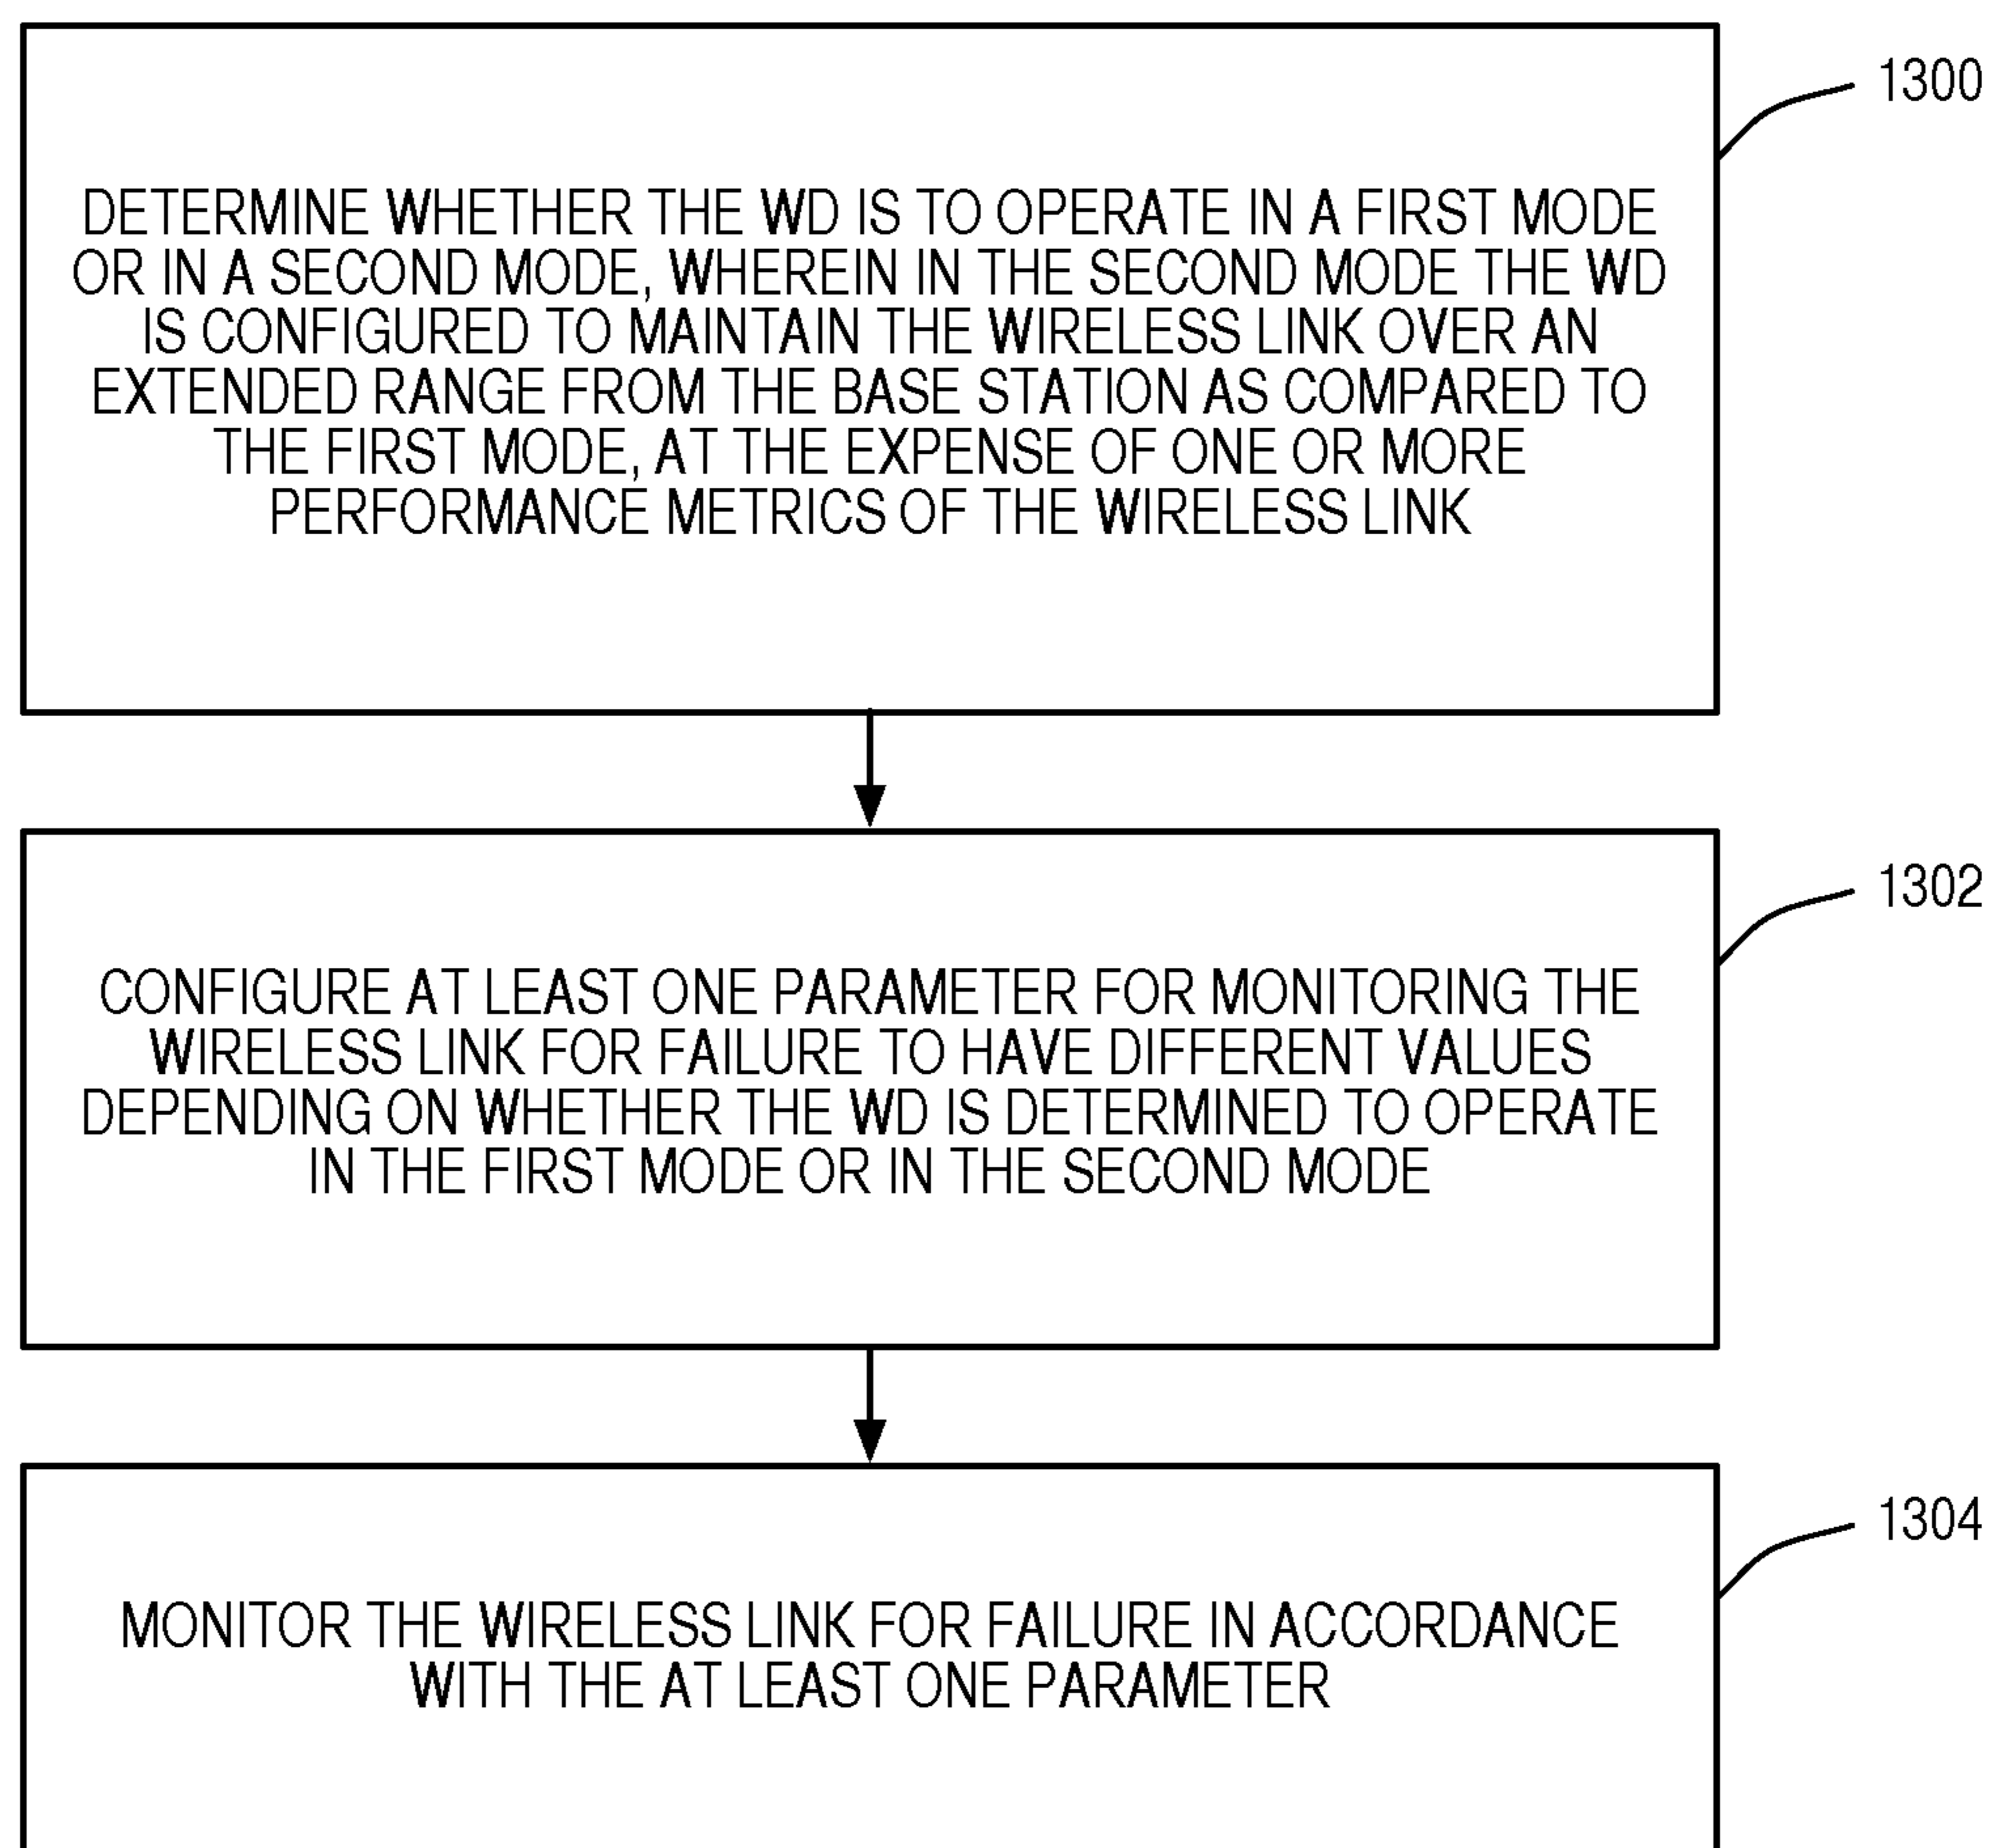 1300
DETERMINE WHETHER THE WD IS TO OPERATE IN A FIRST MODE
OR IN A SECOND MODE, WHEREIN IN THE SECOND MODE THE WD
IS CONFIGURED TO MAINTAIN THE WIRELESS LINK OVER AN
EXTENDED RANGE FROM THE BASE STATION AS COMPARED TO
THE FIRST MODE, AT THE EXPENSE OF ONE OR MORE
PERFORMANCE METRICS OF THE WIRELESS LINK
1302
CONFIGURE AT LEAST ONE PARAMETER FOR MONITORING THE
WIRELESS LINK FOR FAILURE TO HAVE DIFFERENT VALUES
DEPENDING ON WHETHER THE WD IS DETERMINED TO OPERATE
IN THE FIRST MODE OR IN THE SECOND MODE
1304
MONITOR THE WIRELESS LINK FOR FAILURE IN ACCORDANCE
WITH THE AT LEAST ONE PARAMETER